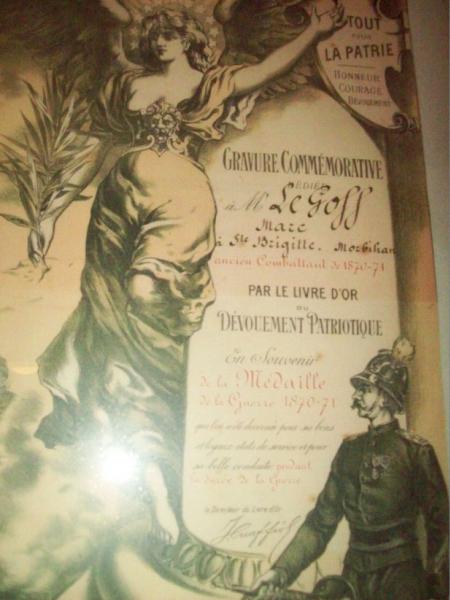 TOUT
POUR
LA PATRIE
HONNEUR
COURAGE
DÉVOUEMENT
GRAVURE COMMÉMORATIVE
ÉDIÉE
à Mr Le Goff
Marc
à Ste Brigitte. Morbihan
ancien Combattant de 1870-71
PAR LE LIVRE D'OR
DU
DÉVOUEMENT PATRIOTIQUE
En Souvenir
de la Médaille
de la Guerre 1870-71
qui lui a été décernée pour ses bons
et loyaux états de service et pour
sa belle conduite pendant
la durée de la Guerre
Le Directeur du Livre d'Or